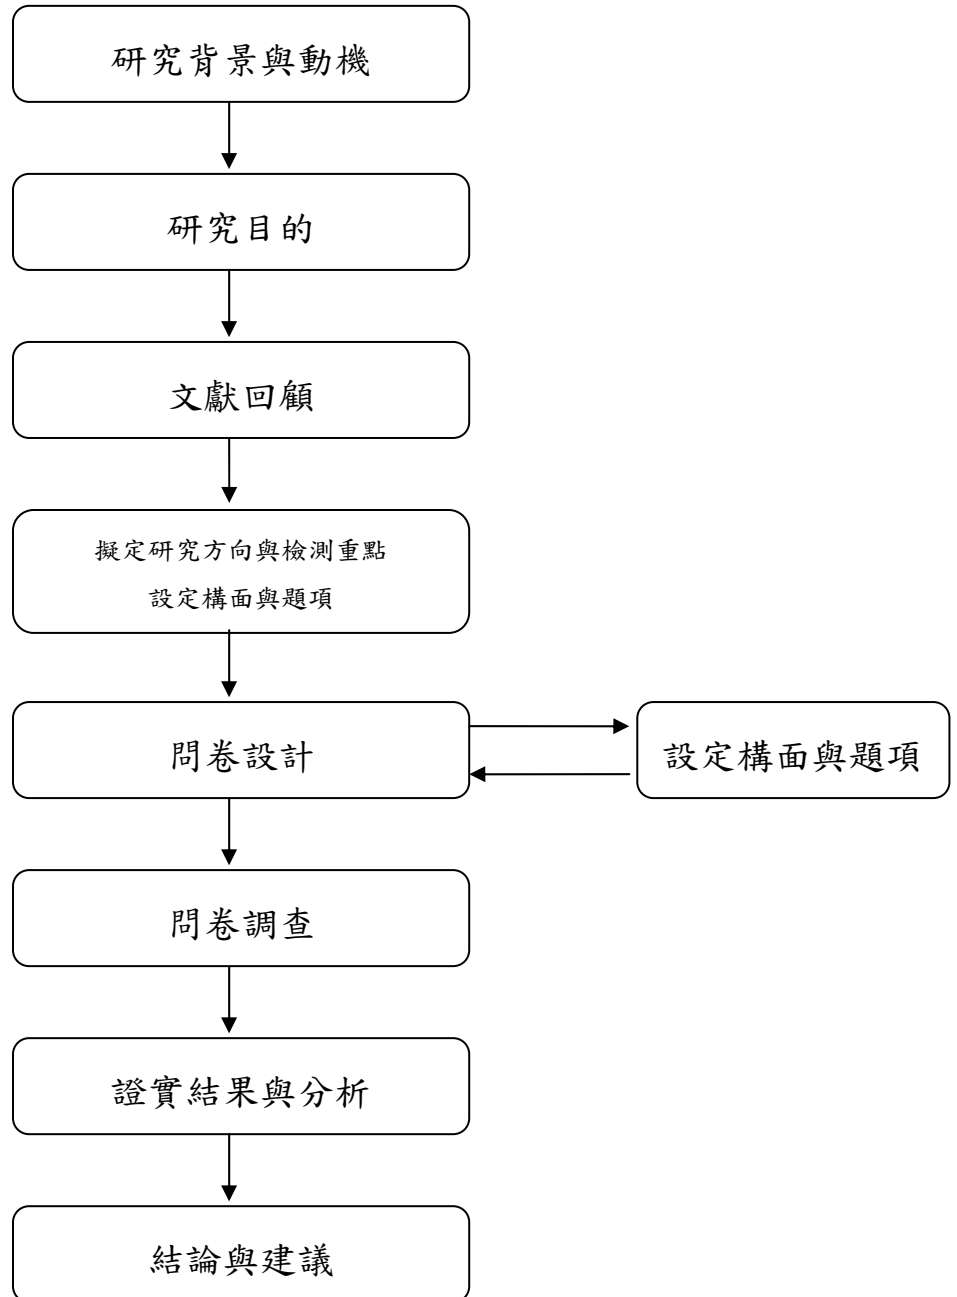 研究背景與動機
研究目的
文獻回顧
擬定研究方向與檢測重點
設定構面與題項
問卷設計
設定構面與題項
問卷調查
證實結果與分析
結論與建議